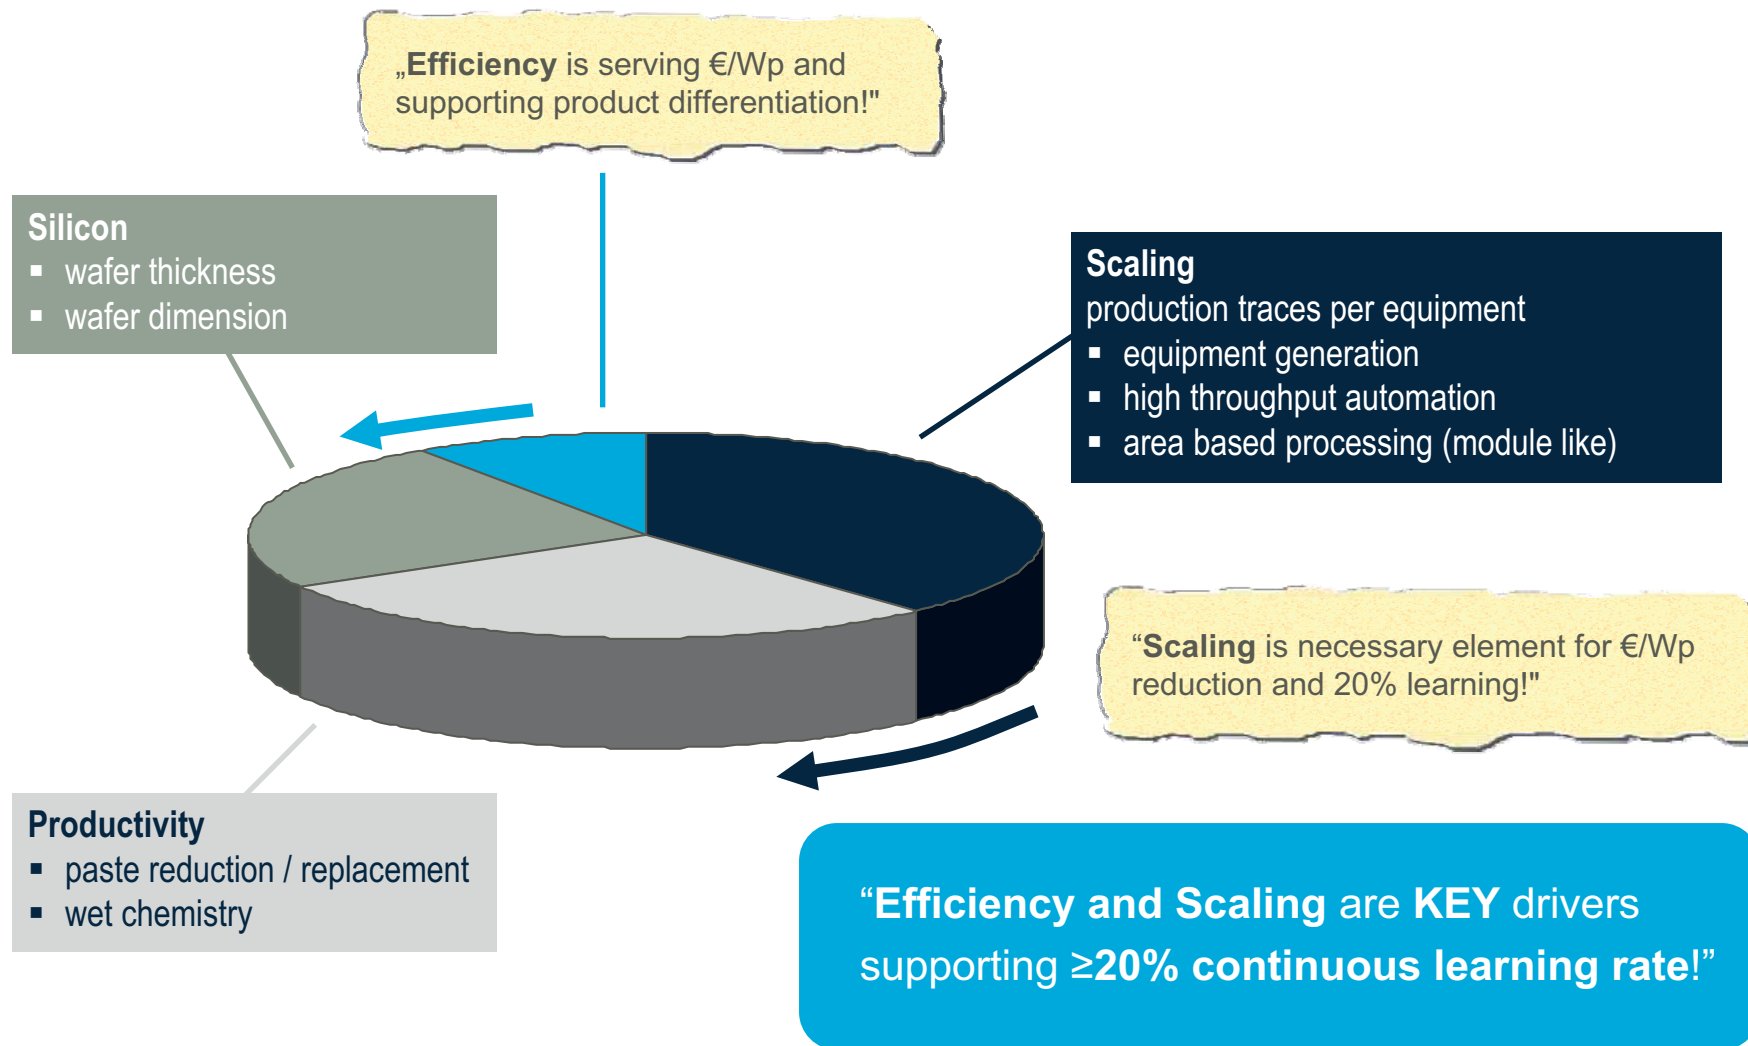 „Efficiency is serving €/Wp and
supporting product differentiation!"
Silicon
▪ wafer thickness
▪ wafer dimension
Scaling
production traces per equipment
▪ equipment generation
▪ high throughput automation
▪ area based processing (module like)
“Scaling is necessary element for €/Wp
reduction and 20% learning!"
Productivity
▪ paste reduction / replacement
▪ wet chemistry
“Efficiency and Scaling are KEY drivers
supporting ≥20% continuous learning rate!”